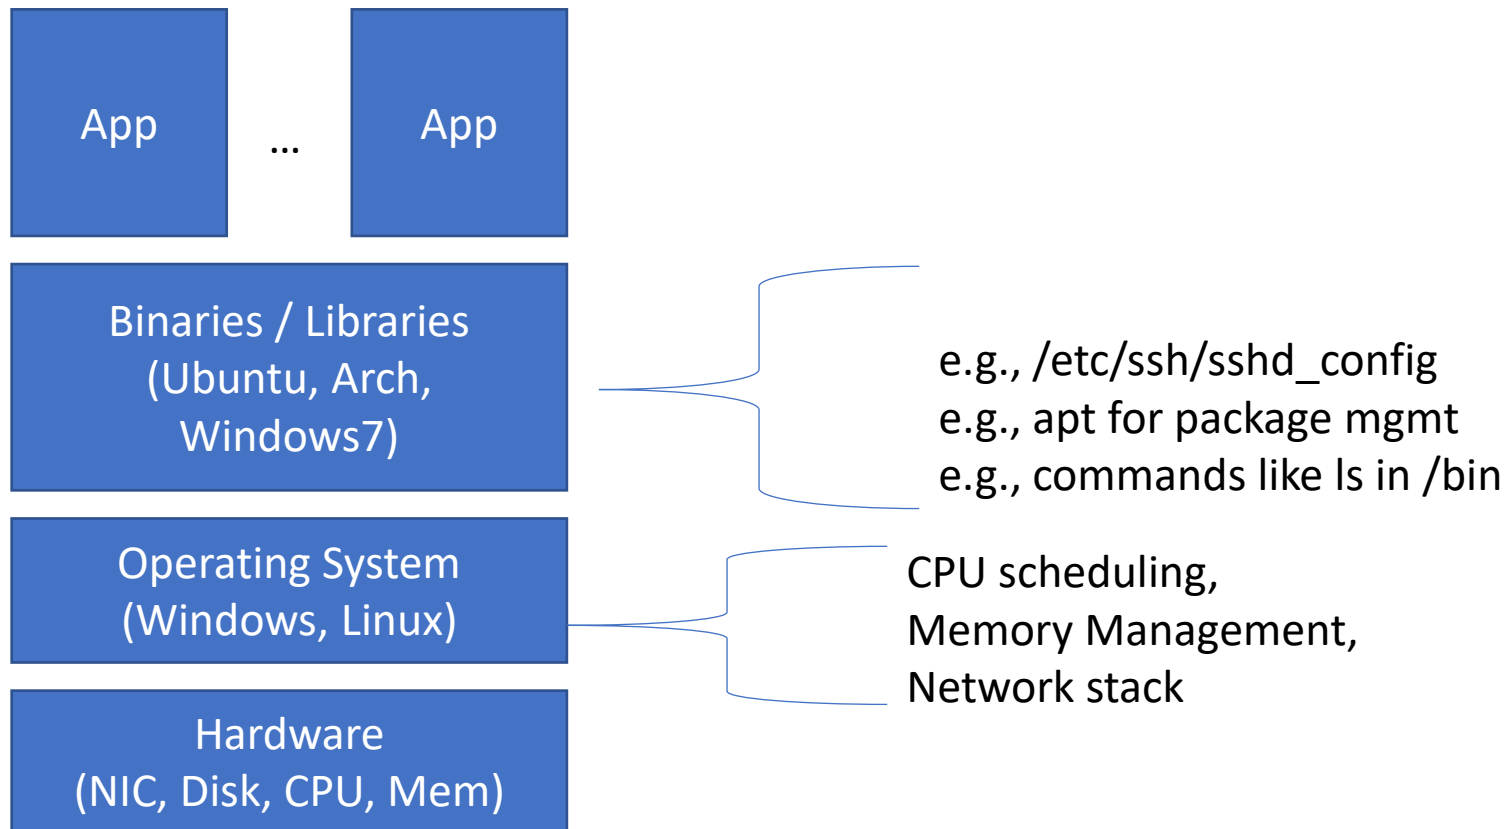 App
...
App
Binaries / Libraries
(Ubuntu, Arch,
Windows7)
e.g., /etc/ssh/sshd_config
e.g., apt for package mgmt
e.g., commands like ls in /bin
Operating System
(Windows, Linux)
CPU scheduling,
Memory Management,
Network stack
Hardware
(NIC, Disk, CPU, Mem)